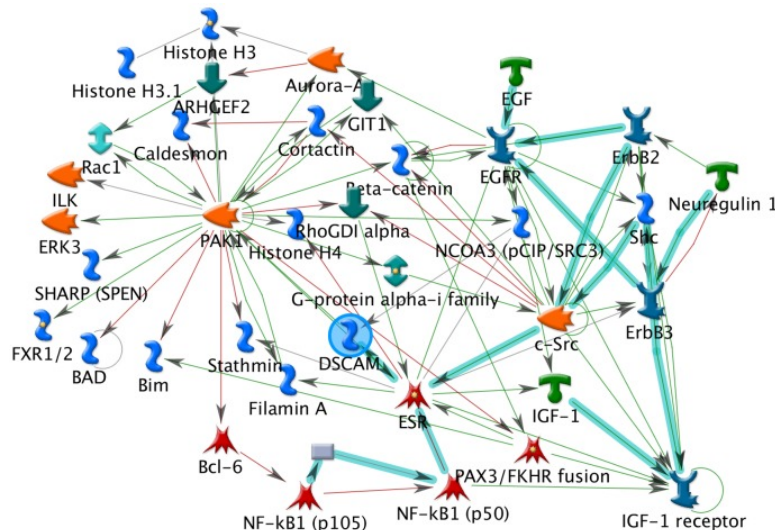 Histone H3
Histone H3.1
ARHGEF2
Aurora-A
GIT1
EGF
Rac1
Caldesmon
Cortactin
Beta-catenin
EGFR
ErbB2
Neuregulin 1
ILK
ERK3
PAK1
RhoGDI alpha
Histone H4
NCOA3 (pCIP/SRC3)
Shc
SHARP (SPEN)
G-protein alpha-i family
c-Src
ErbB3
FXR1/2
BAD
Bim
Stathmin
DSCAM
Filamin A
ESR
IGF-1
Bcl-6
PAX3/FKHR fusion
NF-kB1 (p105)
NF-kB1 (p50)
IGF-1 receptor